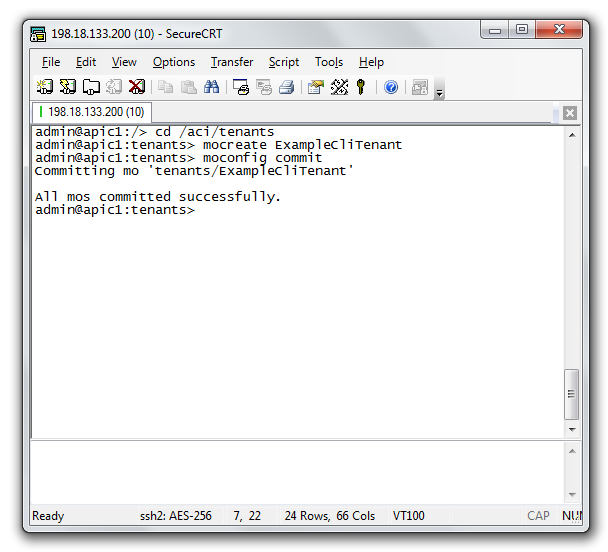 198.18.133.200 (10) - SecureCRT
File Edit View Options Transfer Script Tools Help
198.18.133.200 (10)
admin@apic1:/> cd /aci/tenants
admin@apic1:tenants> mocreate ExampleCliTenant
admin@apic1:tenants> moconfig commit
Committing mo 'tenants/ExampleCliTenant'
All mos committed successfully.
admin@apic1:tenants>
Ready ssh2: AES-256 7, 22 24 Rows, 66 Cols VT100 CAP NUM